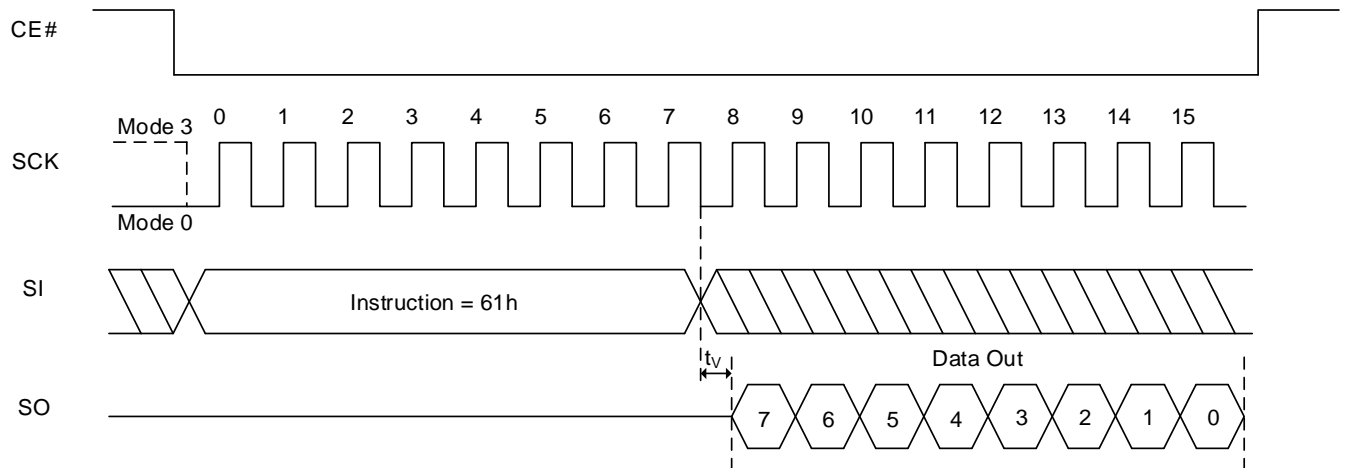 CE#
0 1 2 3 4 5 6 7 8 9 10 11 12 13 14 15
Mode 3
SCK
Mode 0
SI
Instruction = 61h
tV
Data Out
SO
7 6 5 4 3 2 1 0